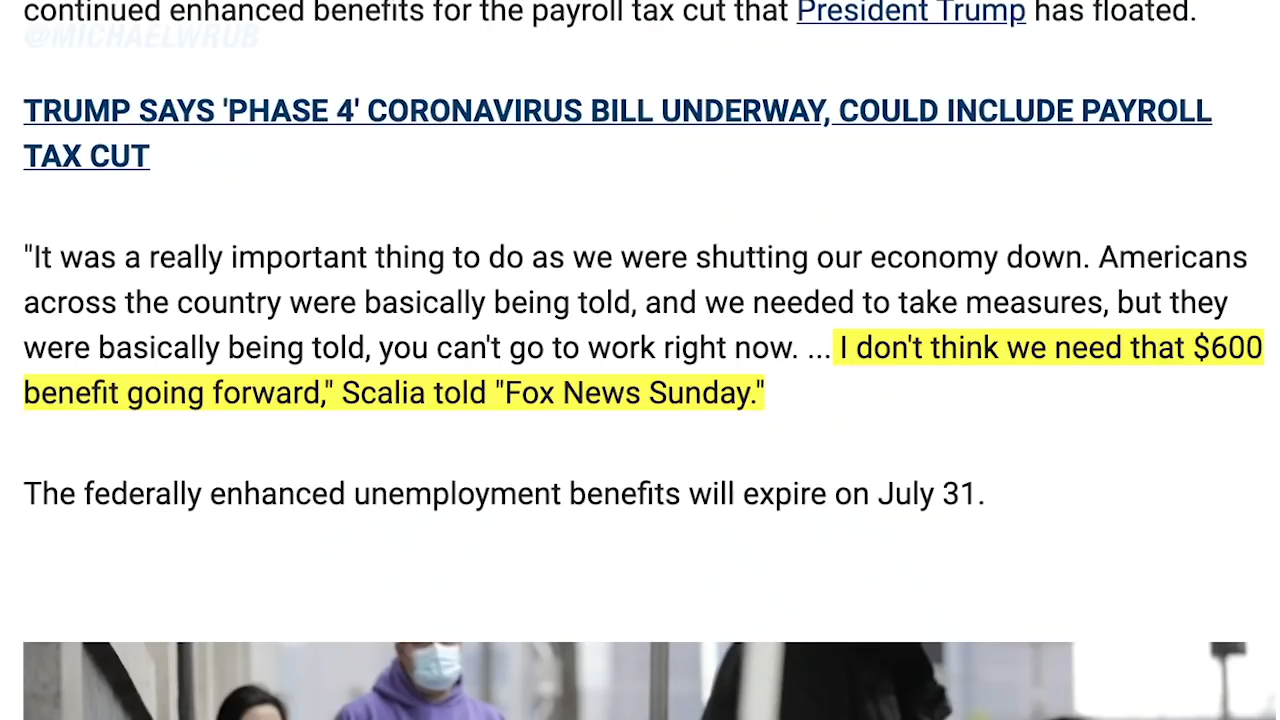 continued enhanced benefits for the payroll tax cut that President Trump has floated.
@MICHAELWRUB
TRUMP SAYS 'PHASE 4' CORONAVIRUS BILL UNDERWAY, COULD INCLUDE PAYROLL
TAX CUT
"It was a really important thing to do as we were shutting our economy down. Americans
across the country were basically being told, and we needed to take measures, but they
were basically being told, you can't go to work right now. ... I don't think we need that $600
benefit going forward," Scalia told "Fox News Sunday."
The federally enhanced unemployment benefits will expire on July 31.